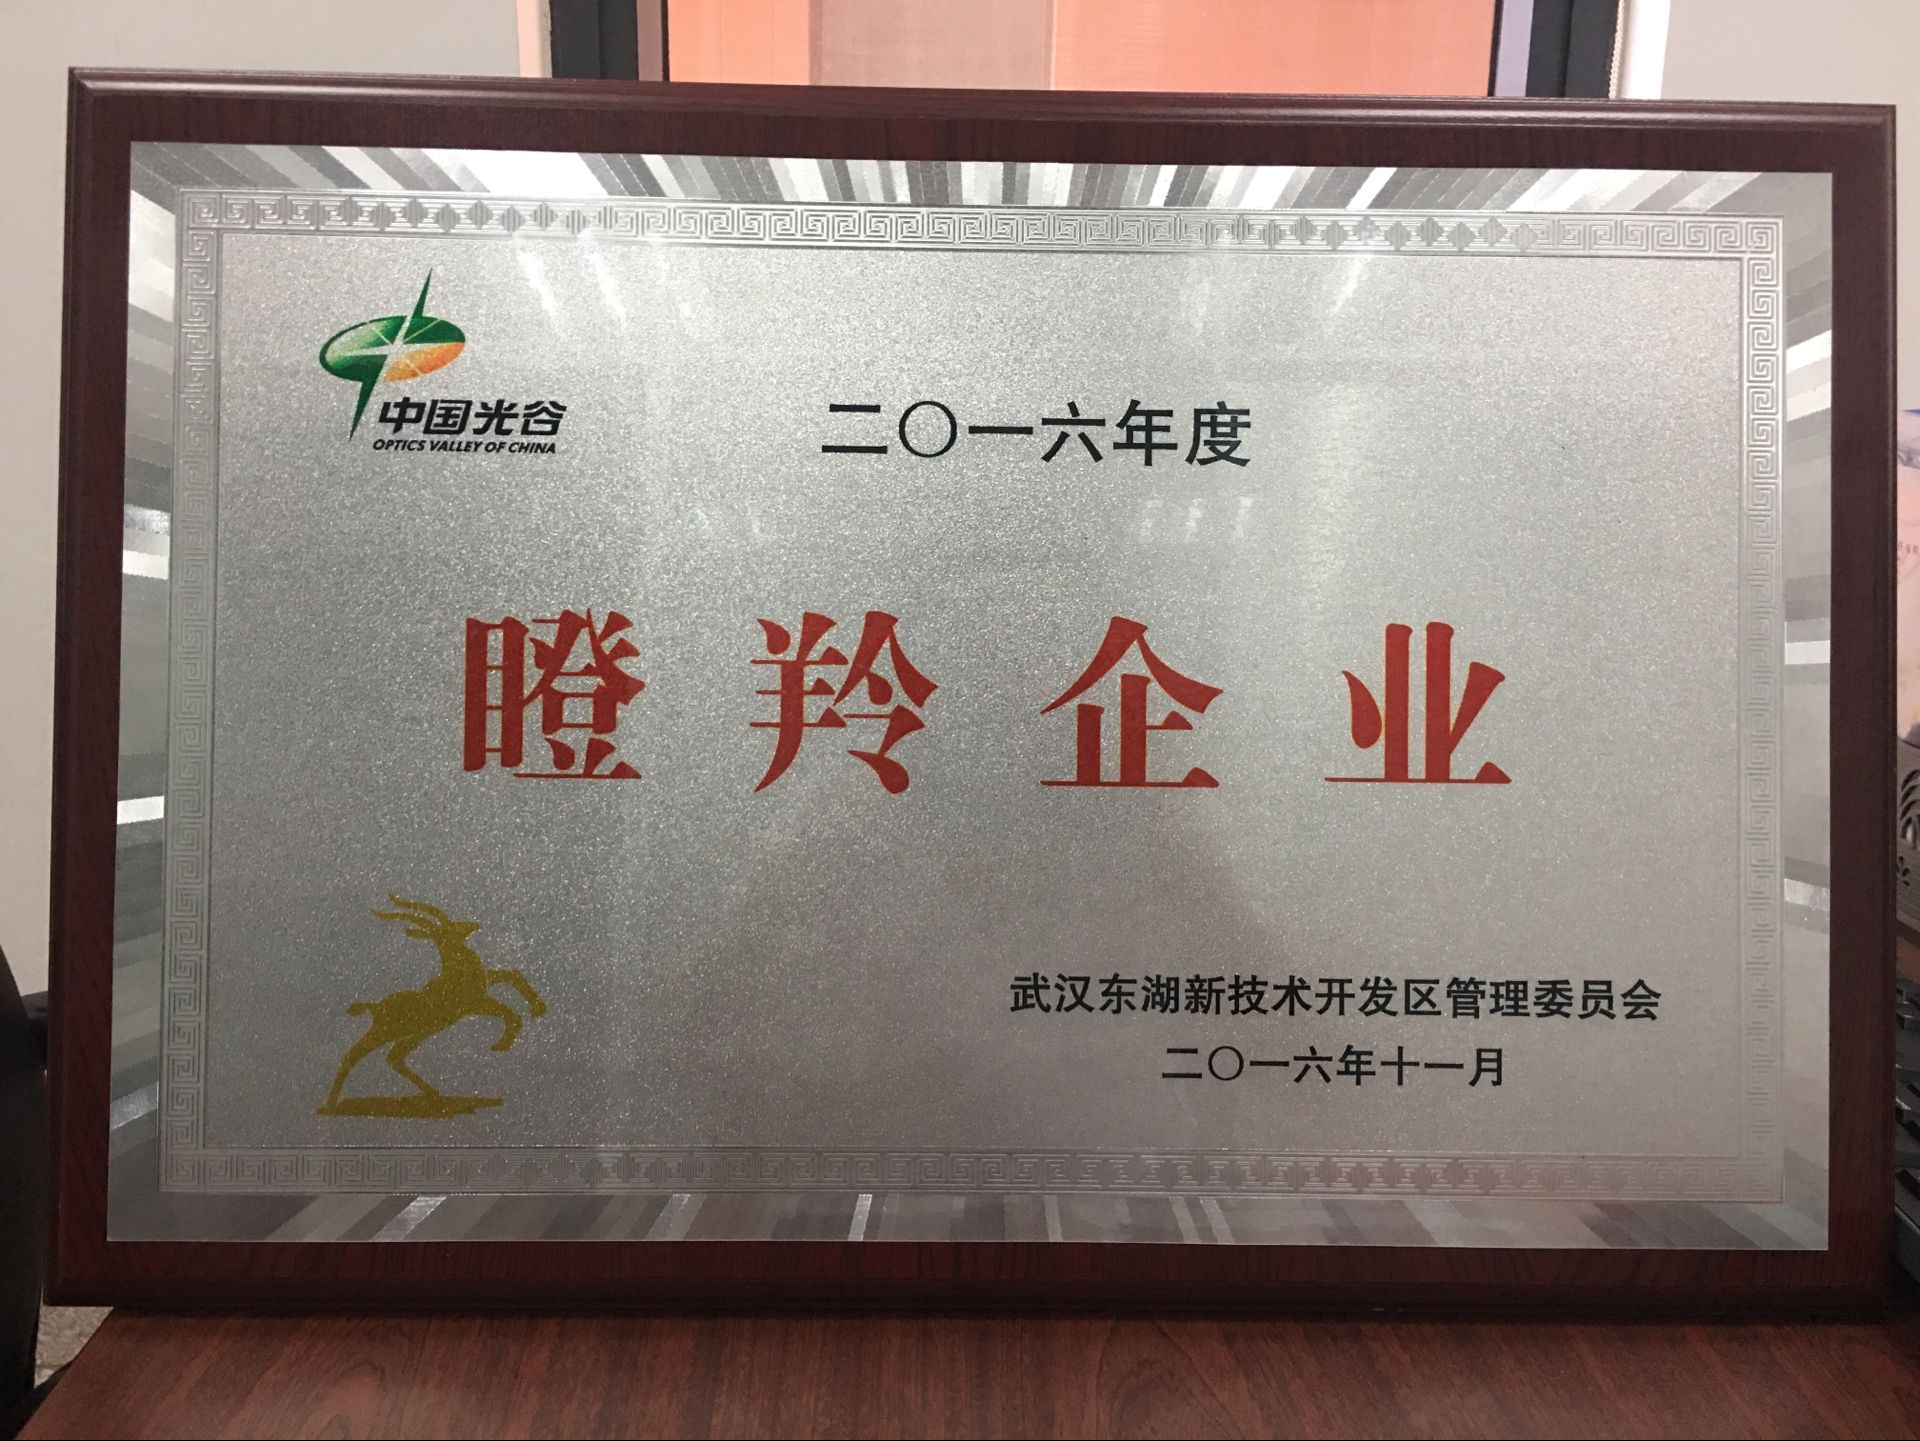 中国光谷
OPTICS VALLEY OF CHINA
二〇一六年度
瞪羚企业
武汉东湖新技术开发区管理委员会
二〇一六年十一月